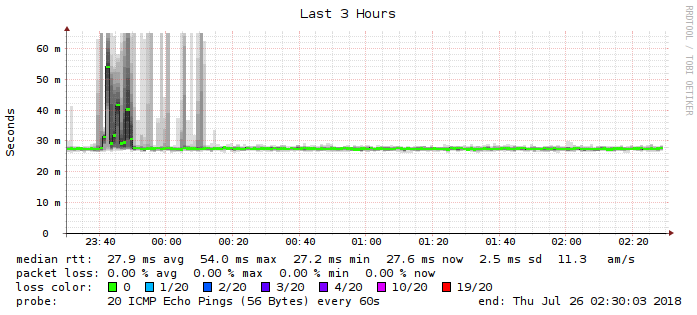 Last 3 Hours
RRDTOOL / TOBI OETIKER
Seconds
60 m
50 m
40 m
30 m
20 m
10 m
0
23:40 00:00 00:20 00:40 01:00 01:20 01:40 02:00 02:20
median rtt: 27.9 ms avg 54.0 ms max 27.2 ms min 27.6 ms now 2.5 ms sd 11.3 am/s
packet loss: 0.00 % avg 0.00 % max 0.00 % min 0.00 % now
loss color: 0 1/20 2/20 3/20 4/20 10/20 19/20
probe: 20 ICMP Echo Pings (56 Bytes) every 60s end: Thu Jul 26 02:30:03 2018